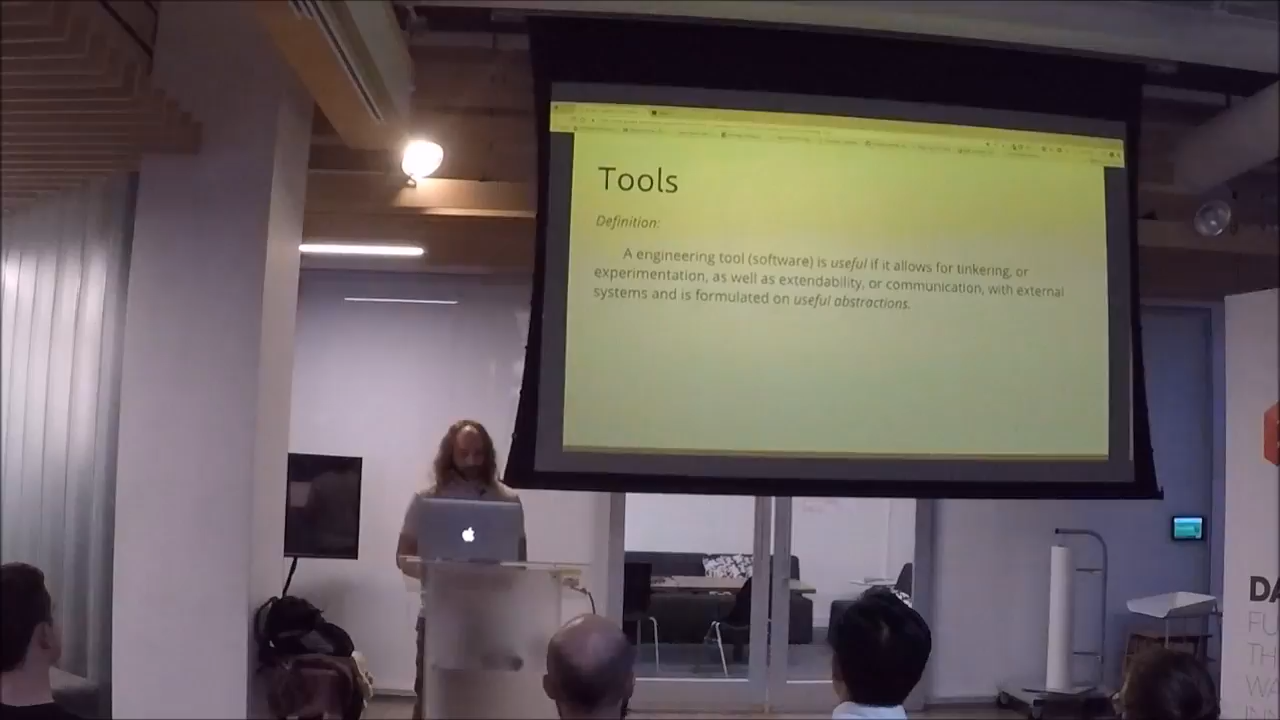 Tools
Definition:
A engineering tool (software) is useful if it allows for tinkering, or
experimentation, as well as extendability, or communication, with external
systems and is formulated on useful abstractions.
DA
FU
TH
WA
INN